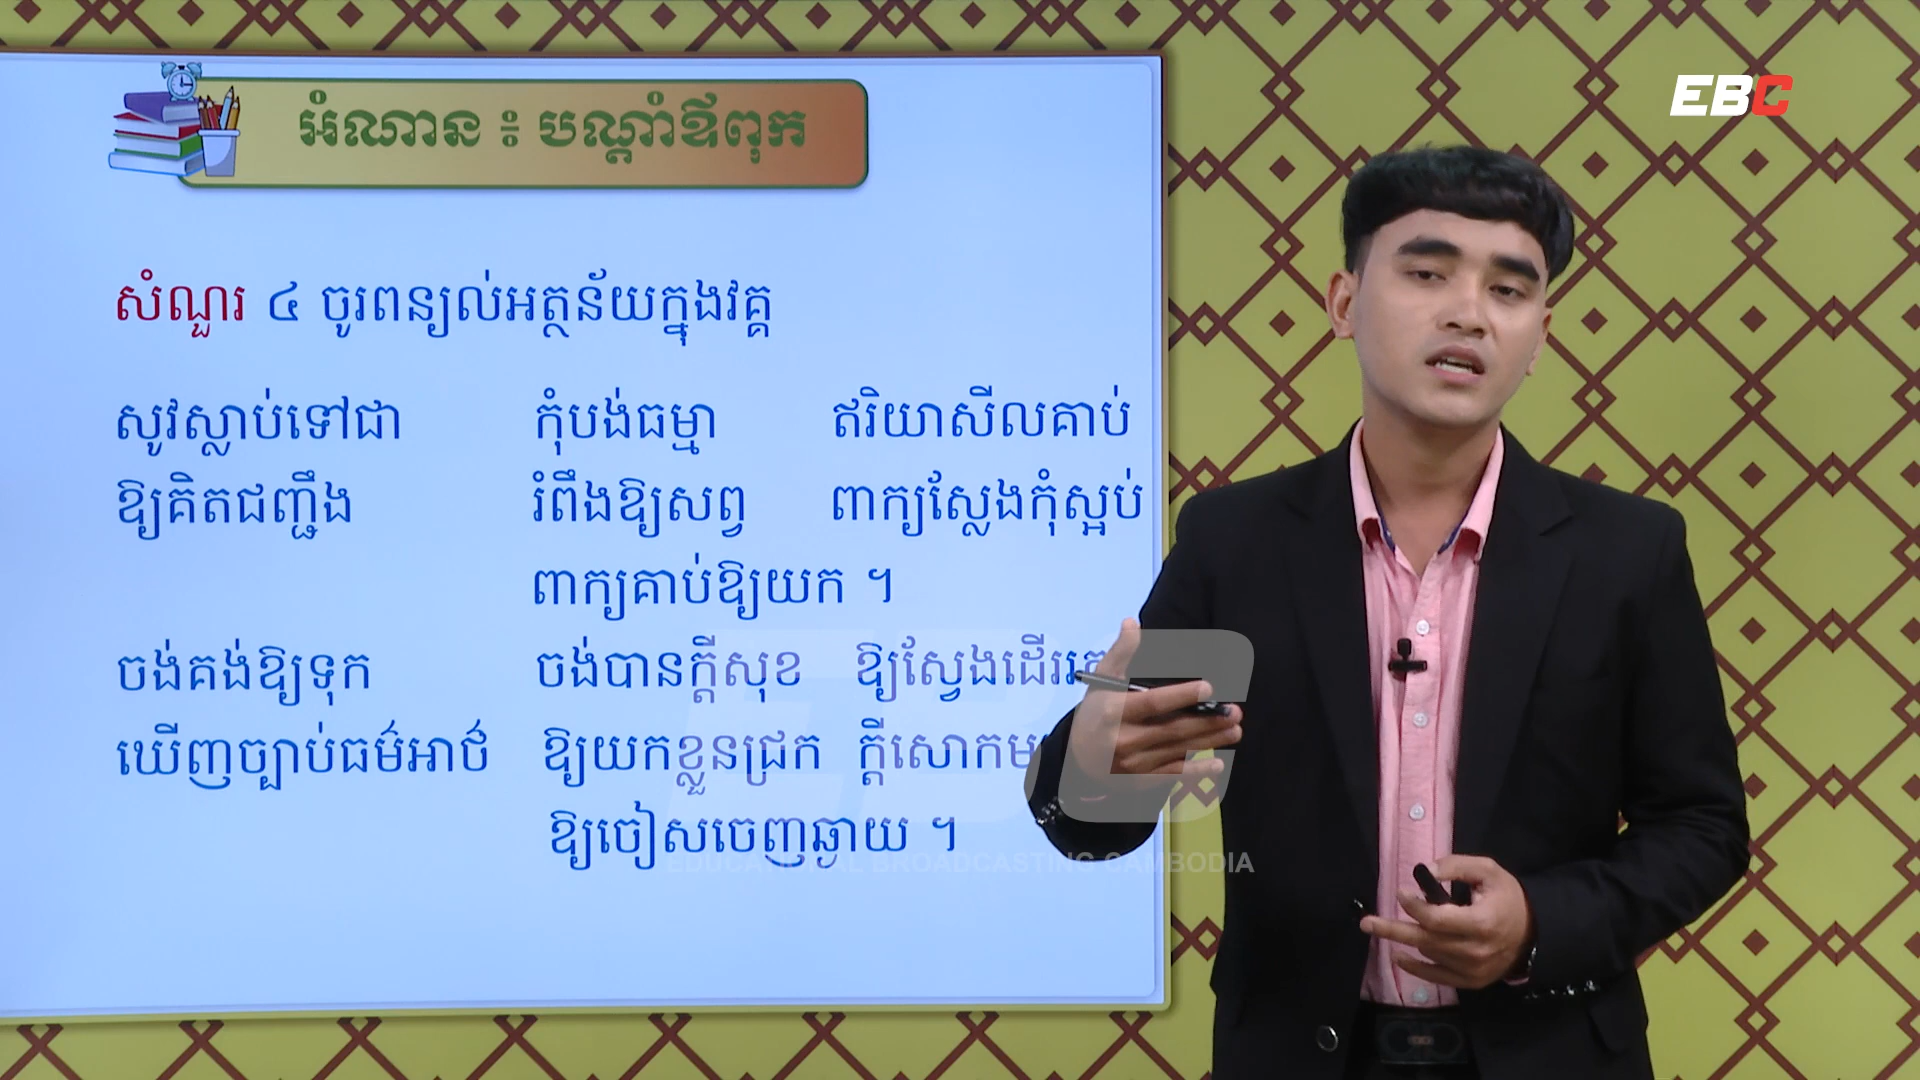 EBC
អំណាន ៖ បណ្ដាំឪពុក
សំណួរ ៤ ចូរពន្យល់អត្ថន័យក្នុងវគ្គ
សូវស្លាប់ទៅជា កុំបង់ធម្មា ឥរិយាសីលគាប់
ឱ្យគិតជញ្ជឹង រំពឹងឱ្យសព្វ ពាក្យស្លែងកុំស្អប់
ពាក្យគាប់ឱ្យយក ។
ចង់គង់ឱ្យទុក ចង់បានក្ដីសុខ ឱ្យស្វែងដើរ
ឃើញច្បាប់ធម៌អាថ៌ ឱ្យយកខ្លួនជ្រក ក្ដីសោក
ឱ្យចៀសចេញឆ្ងាយ ។
EBC
EDUCATIONAL BROADCASTING CAMBODIA